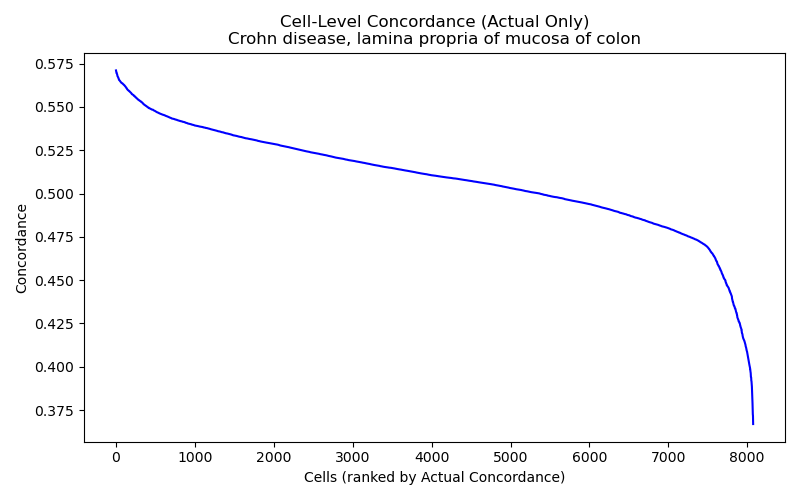 Cell-Level Concordance (Actual Only)
Crohn disease, lamina propria of mucosa of colon
0.575
0.550
0.525
0.500
0.475
0.450
0.425
0.400
0.375
Concordance
0 1000 2000 3000 4000 5000 6000 7000 8000
Cells (ranked by Actual Concordance)